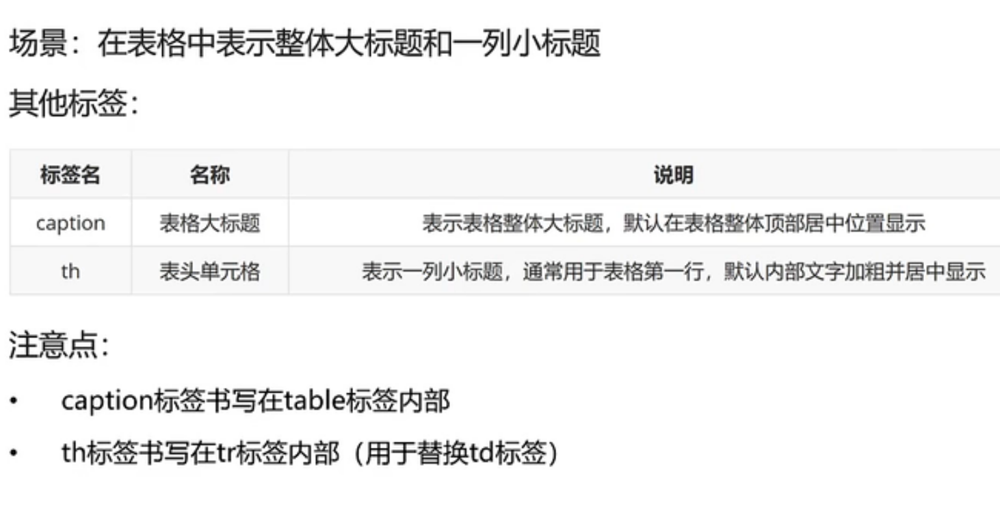 场景：在表格中表示整体大标题和一列小标题
其他标签：
标签名 名称 说明
caption 表格大标题 表示表格整体大标题，默认在表格整体顶部居中位置显示
th 表头单元格 表示一列小标题，通常用于表格第一行，默认内部文字加粗并居中显示
注意点：
• caption标签书写在table标签内部
• th标签书写在tr标签内部（用于替换td标签）